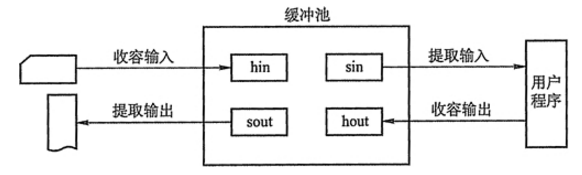 缓冲池
收容输入
hin
sin
提取输入
用户
程序
提取输出
sout
hout
收容输出